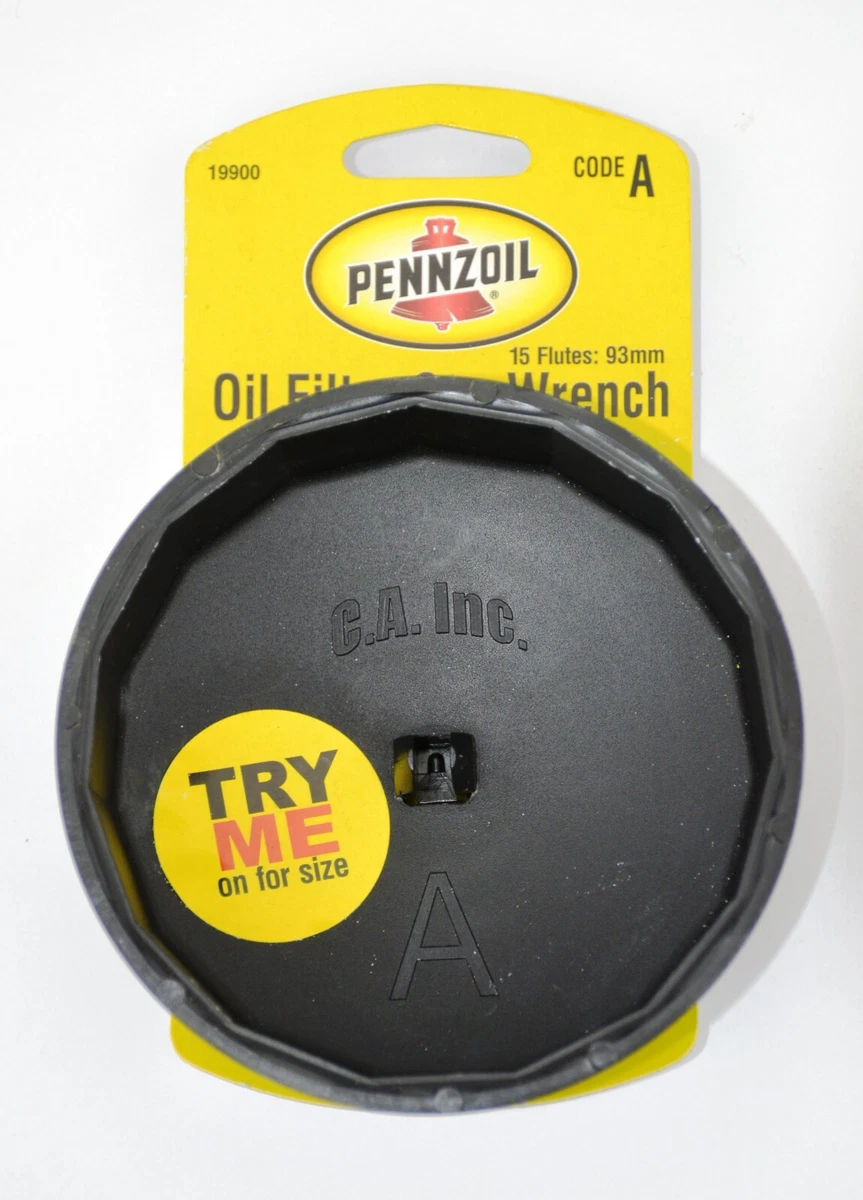 19900
CODE A
PENNZOIL®
15 Flutes: 93mm
Oil Wrench
C.A. Inc.
TRY
ME
on for size
A